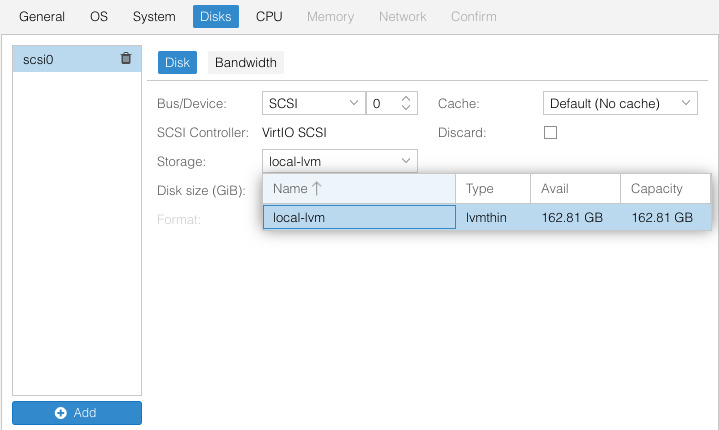 General OS System Disks CPU Memory Network Confirm
scsi0
Disk Bandwidth
Bus/Device: SCSI 0 Cache: Default (No cache)
SCSI Controller: VirtIO SCSI Discard:
Storage: local-lvm
Disk size (GiB):
Name Type Avail Capacity
Format: local-lvm lvmthin 162.81 GB 162.81 GB
Add